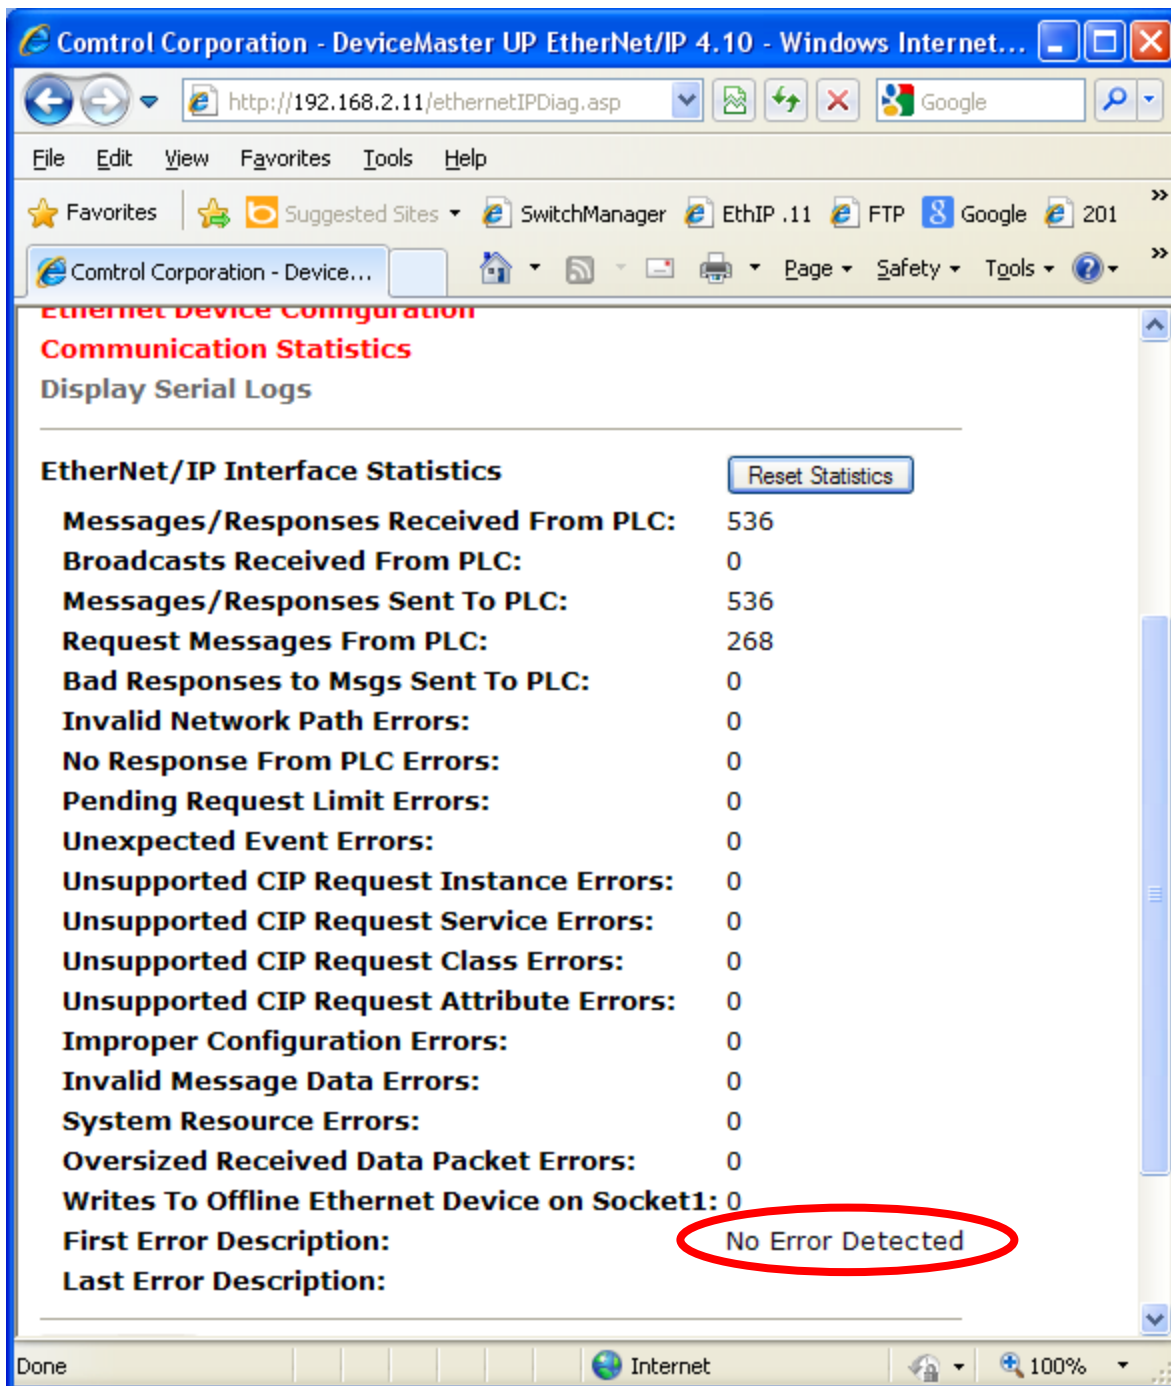 Comtrol Corporation - DeviceMaster UP EtherNet/IP 4.10 - Windows Internet...
http://192.168.2.11/ethernetIPDiag.asp Google
File Edit View Favorites Tools Help
Favorites Suggested Sites SwitchManager EthIP .11 FTP Google 201 »
Comtrol Corporation - Device... Page Safety Tools »
Ethernet Device Configuration
Communication Statistics
Display Serial Logs
EtherNet/IP Interface Statistics Reset Statistics
Messages/Responses Received From PLC: 536
Broadcasts Received From PLC: 0
Messages/Responses Sent To PLC: 536
Request Messages From PLC: 268
Bad Responses to Msgs Sent To PLC: 0
Invalid Network Path Errors: 0
No Response From PLC Errors: 0
Pending Request Limit Errors: 0
Unexpected Event Errors: 0
Unsupported CIP Request Instance Errors: 0
Unsupported CIP Request Service Errors: 0
Unsupported CIP Request Class Errors: 0
Unsupported CIP Request Attribute Errors: 0
Improper Configuration Errors: 0
Invalid Message Data Errors: 0
System Resource Errors: 0
Oversized Received Data Packet Errors: 0
Writes To Offline Ethernet Device on Socket1: 0
First Error Description: No Error Detected
Last Error Description:
Done Internet 100%